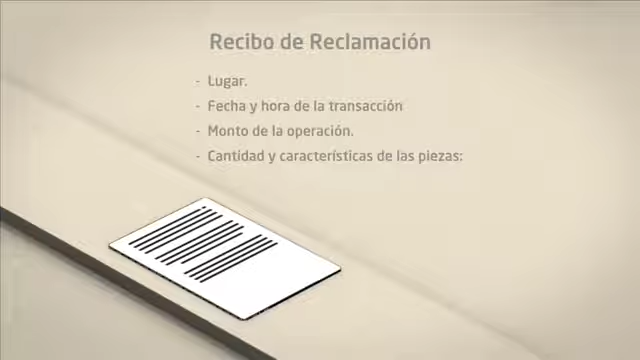 Recibo de Reclamación
- Lugar.
- Fecha y hora de la transacción
- Monto de la operación.
- Cantidad y características de las piezas: